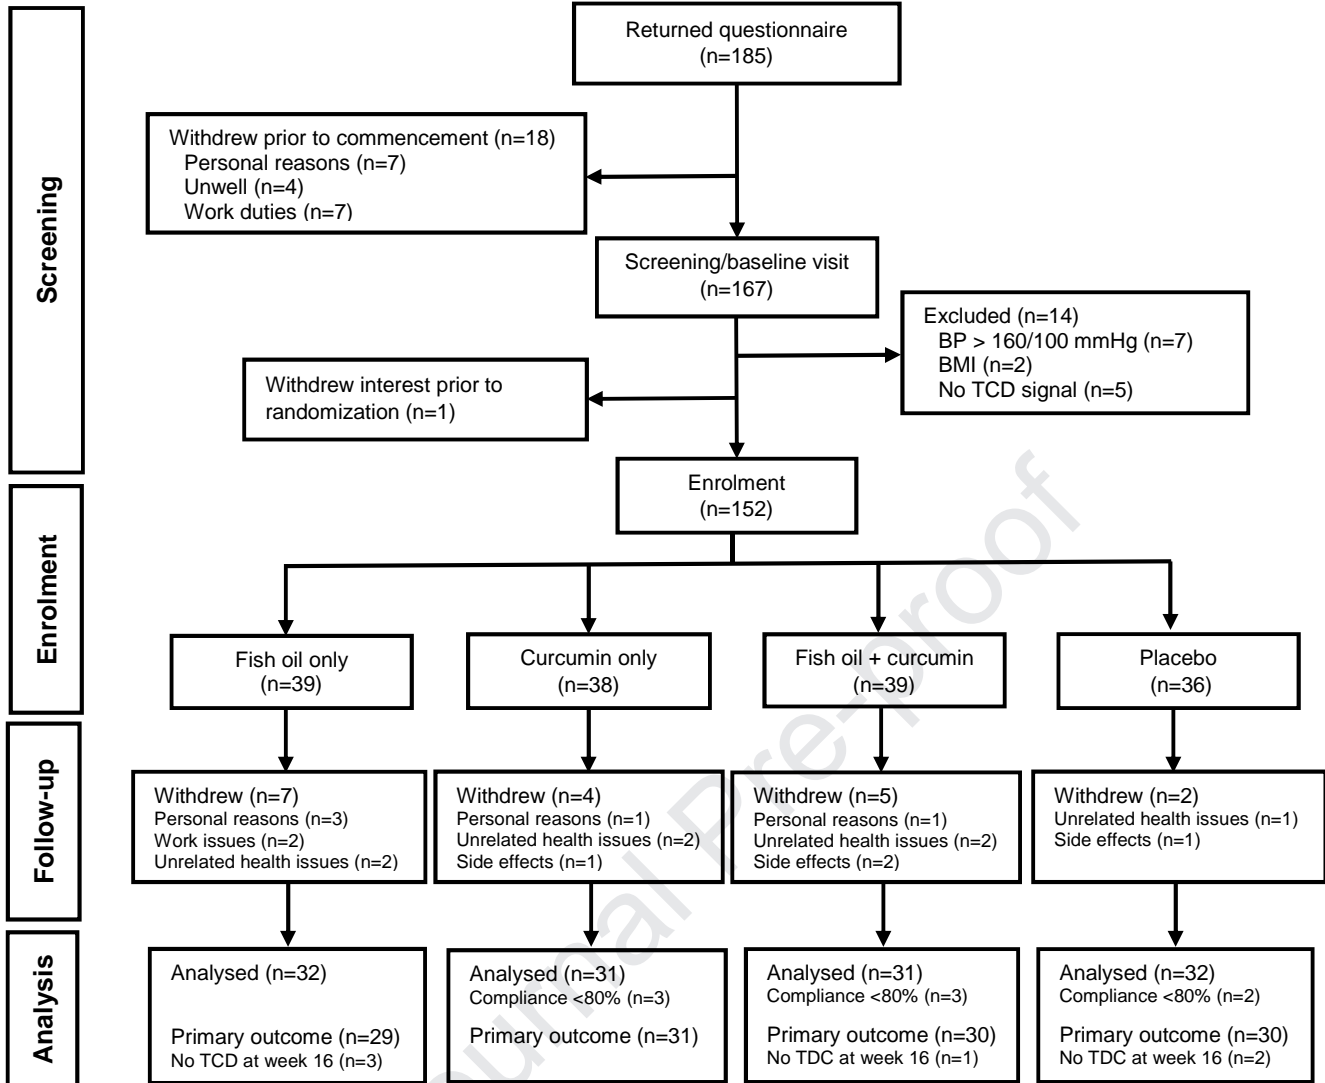 Screening
Returned questionnaire
(n=185)
Withdrew prior to commencement (n=18)
Personal reasons (n=7)
Unwell (n=4)
Work duties (n=7)
Screening/baseline visit
(n=167)
Excluded (n=14)
BP > 160/100 mmHg (n=7)
BMI (n=2)
No TCD signal (n=5)
Withdrew interest prior to
randomization (n=1)
Enrolment
(n=152)
Enrolment
Fish oil only
(n=39)
Curcumin only
(n=38)
Fish oil + curcumin
(n=39)
Placebo
(n=36)
Follow-up
Withdrew (n=7)
Personal reasons (n=3)
Work issues (n=2)
Unrelated health issues (n=2)
Withdrew (n=4)
Personal reasons (n=1)
Unrelated health issues (n=2)
Side effects (n=1)
Withdrew (n=5)
Personal reasons (n=1)
Unrelated health issues (n=2)
Side effects (n=2)
Withdrew (n=2)
Unrelated health issues (n=1)
Side effects (n=1)
Analysis
Analysed (n=32)
Primary outcome (n=29)
No TCD at week 16 (n=3)
Analysed (n=31)
Compliance <80% (n=3)
Primary outcome (n=31)
Analysed (n=31)
Compliance <80% (n=3)
Primary outcome (n=30)
No TDC at week 16 (n=1)
Analysed (n=32)
Compliance <80% (n=2)
Primary outcome (n=30)
No TDC at week 16 (n=2)
Journal Pre-proof